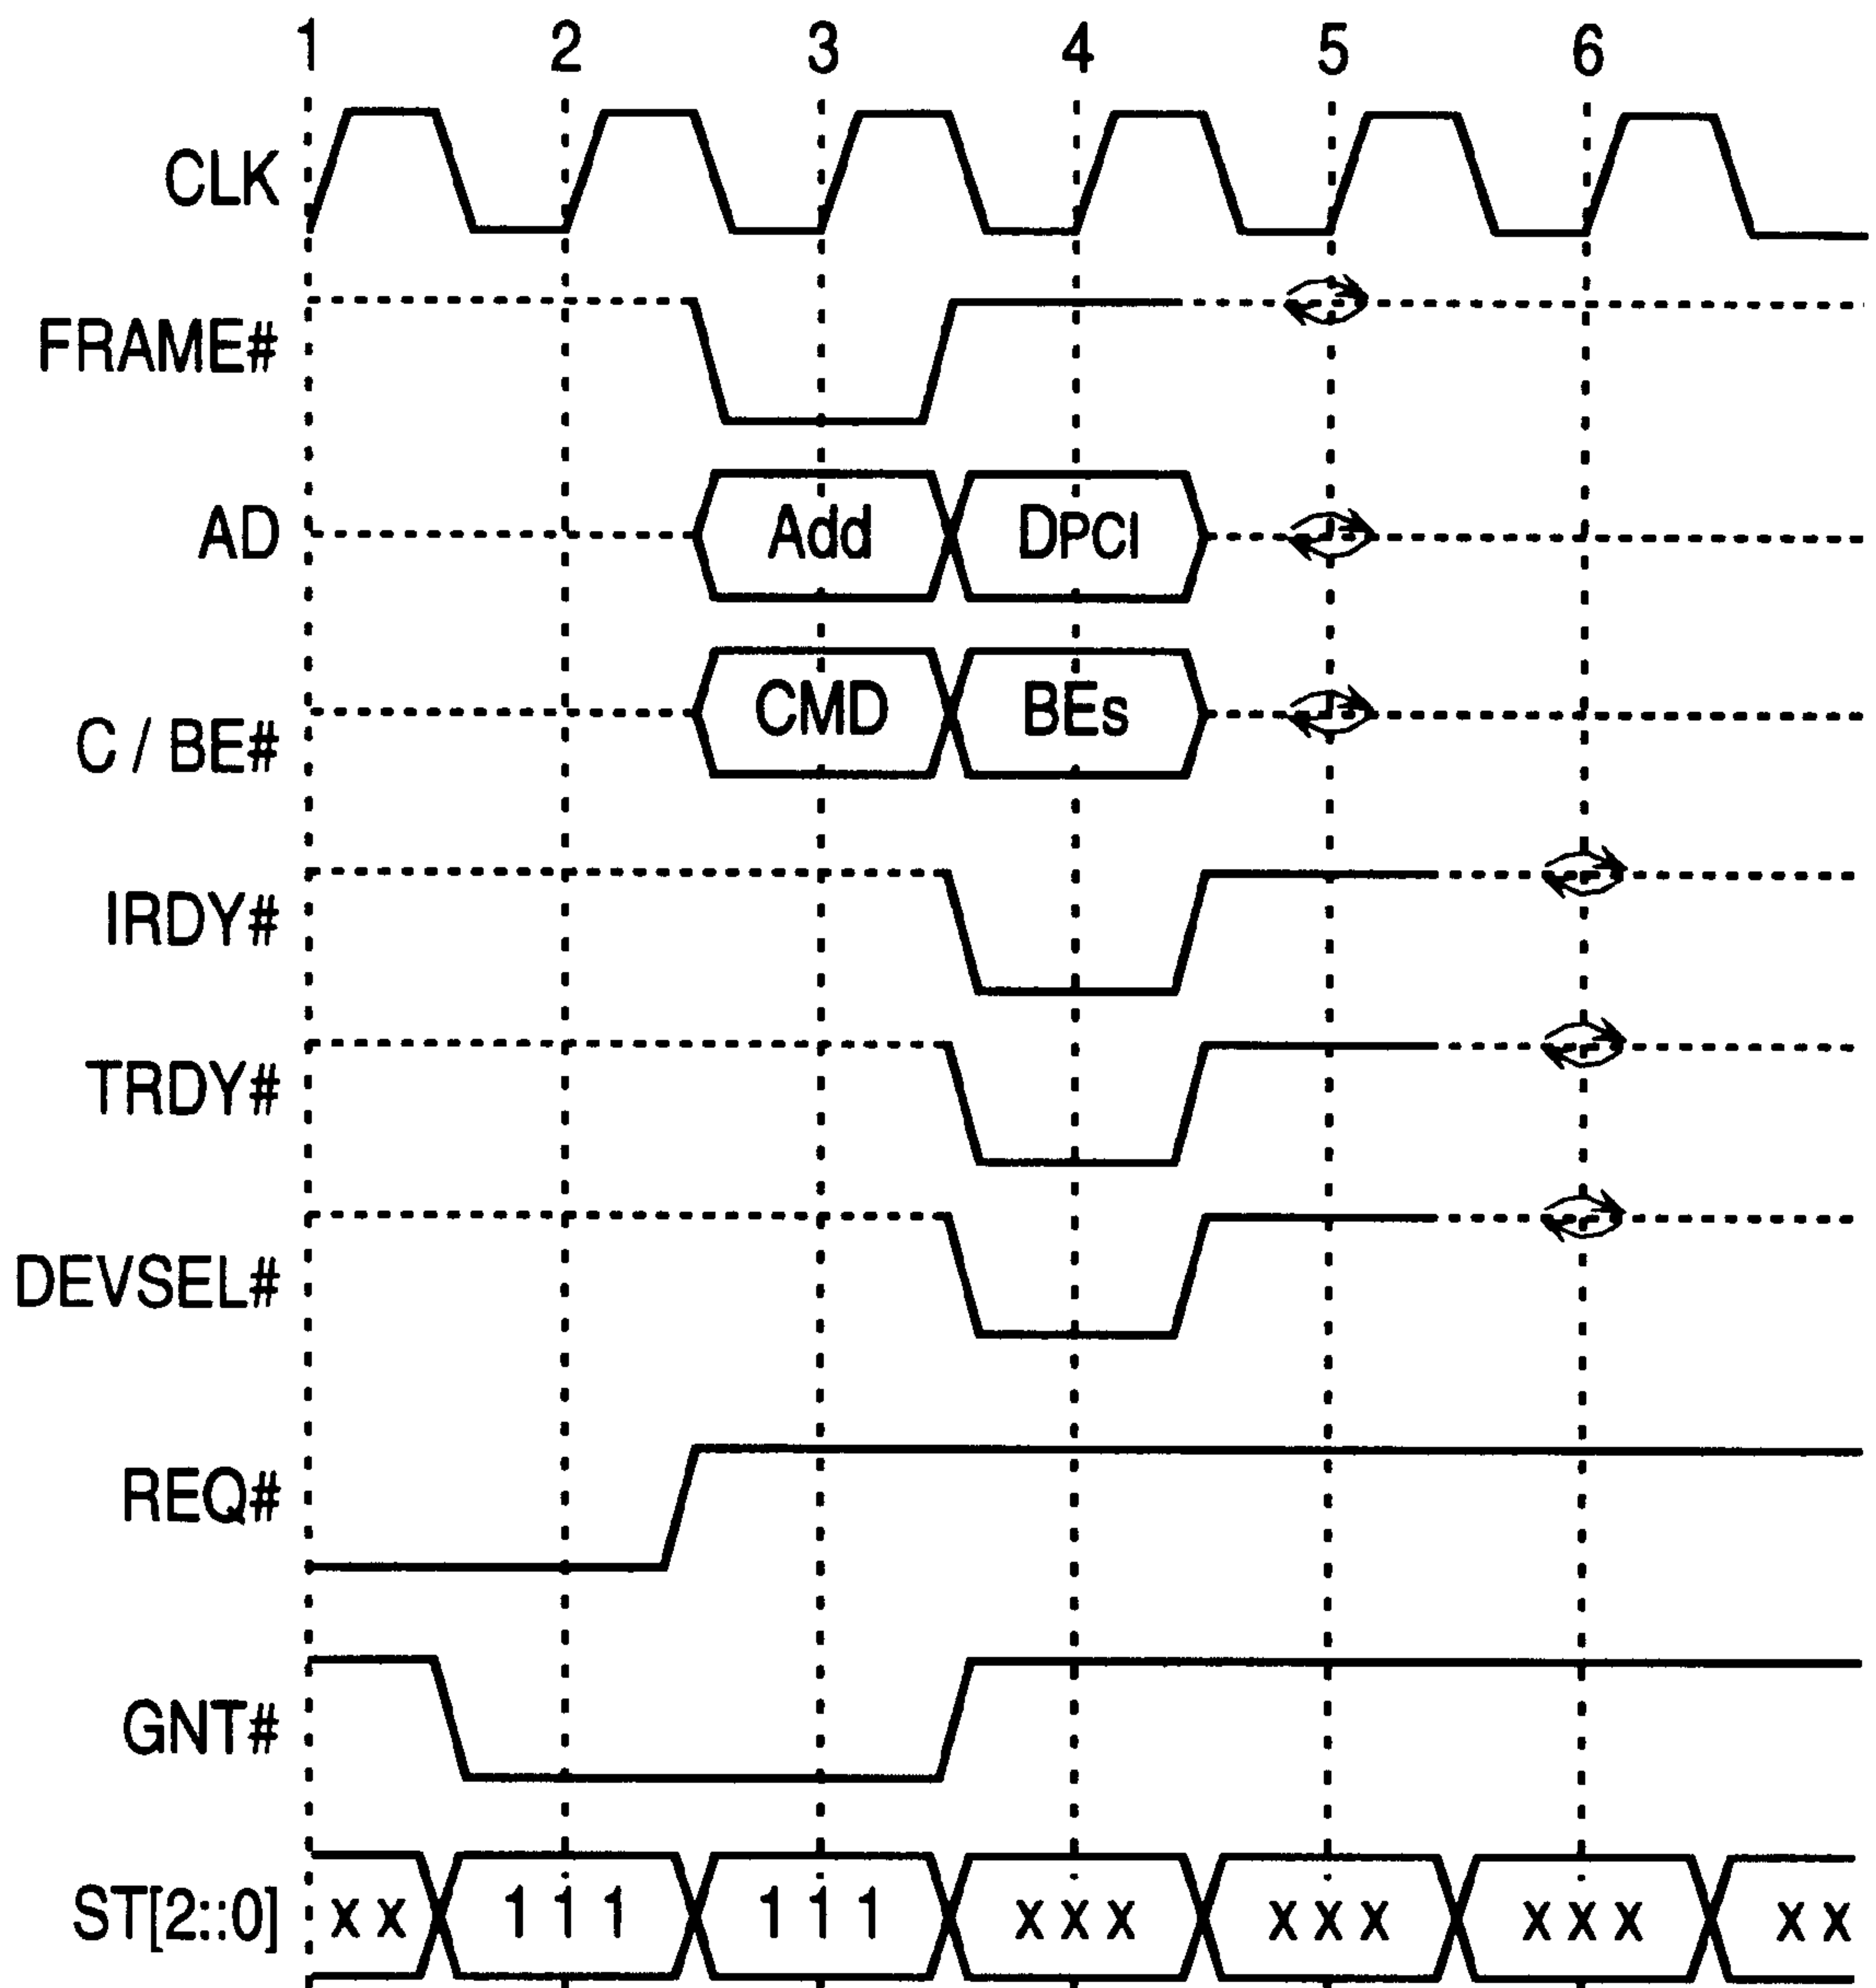 1 2 3 4 5 6
CLK
FRAME#
AD Add DPCI
C / BE# CMD BEs
IRDY#
TRDY#
DEVSEL#
REQ#
GNT#
ST[2::0] x x 1 1 1 1 1 1 x x x x x x x x x x x